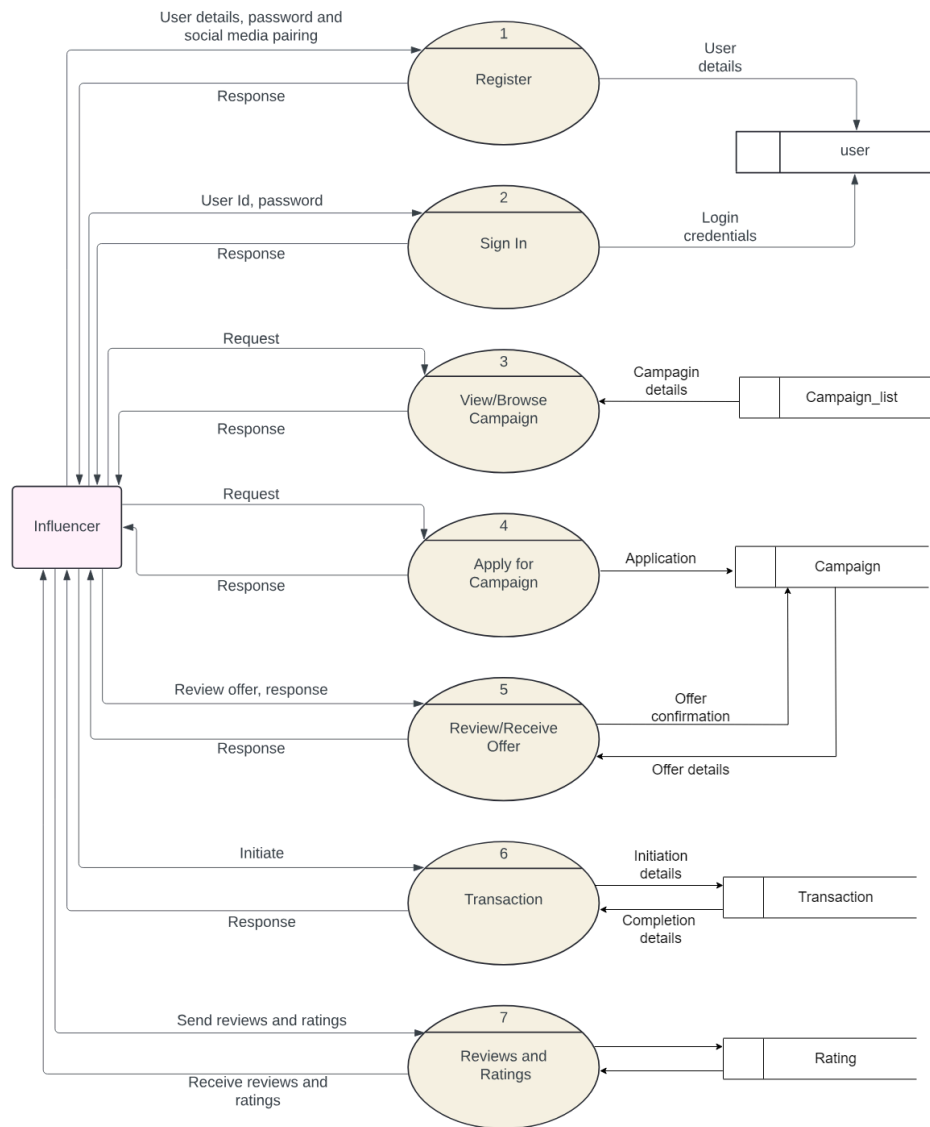 User details, password and
social media pairing
1
Register
Response
User
details
user
User Id, password
2
Sign In
Response
Login
credentials
Request
3
View/Browse
Campaign
Response
Campagin
details
Campaign_list
Influencer
Request
4
Apply for
Campaign
Response
Application
Campaign
Review offer, response
5
Review/Receive
Offer
Response
Offer
confirmation
Offer details
Initiate
6
Transaction
Response
Initiation
details
Completion
details
Transaction
Send reviews and ratings
7
Reviews and
Ratings
Receive reviews and
ratings
Rating